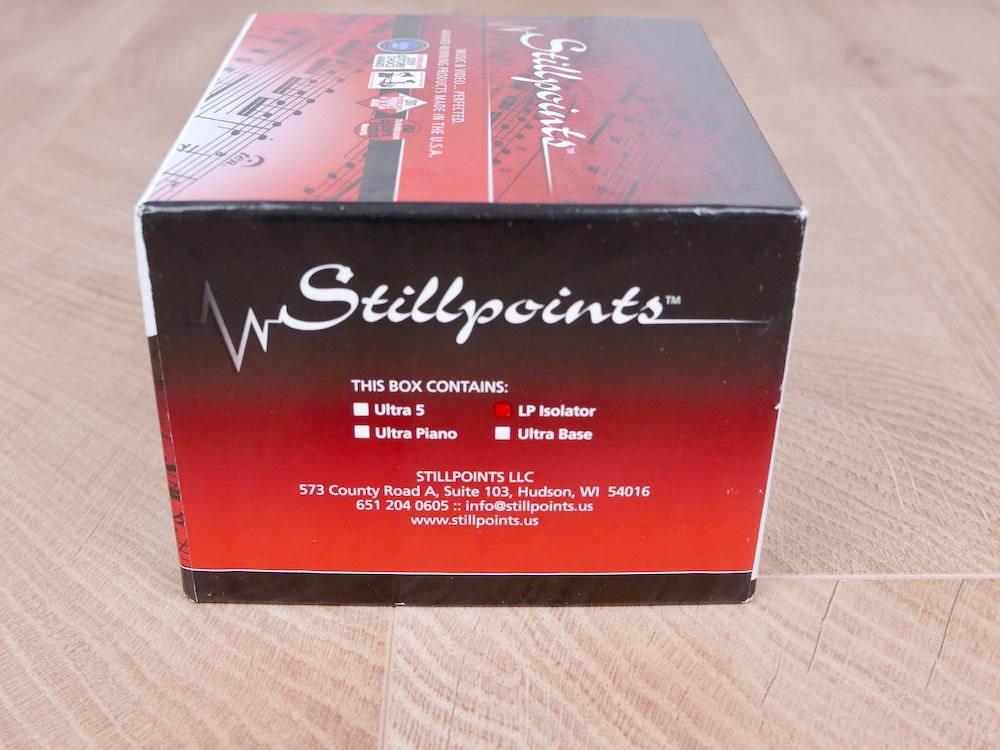 Stillpoints™
MUSIC & VIDEO... PERFECTED.
AWARD-WINNING PRODUCTS MADE IN THE U.S.A.
ten.
Stillpoints™
THIS BOX CONTAINS:
Ultra 5
LP Isolator
Ultra Piano
Ultra Base
STILLPOINTS LLC
573 County Road A, Suite 103, Hudson, WI 54016
651 204 0605 :: info@stillpoints.us
www.stillpoints.us